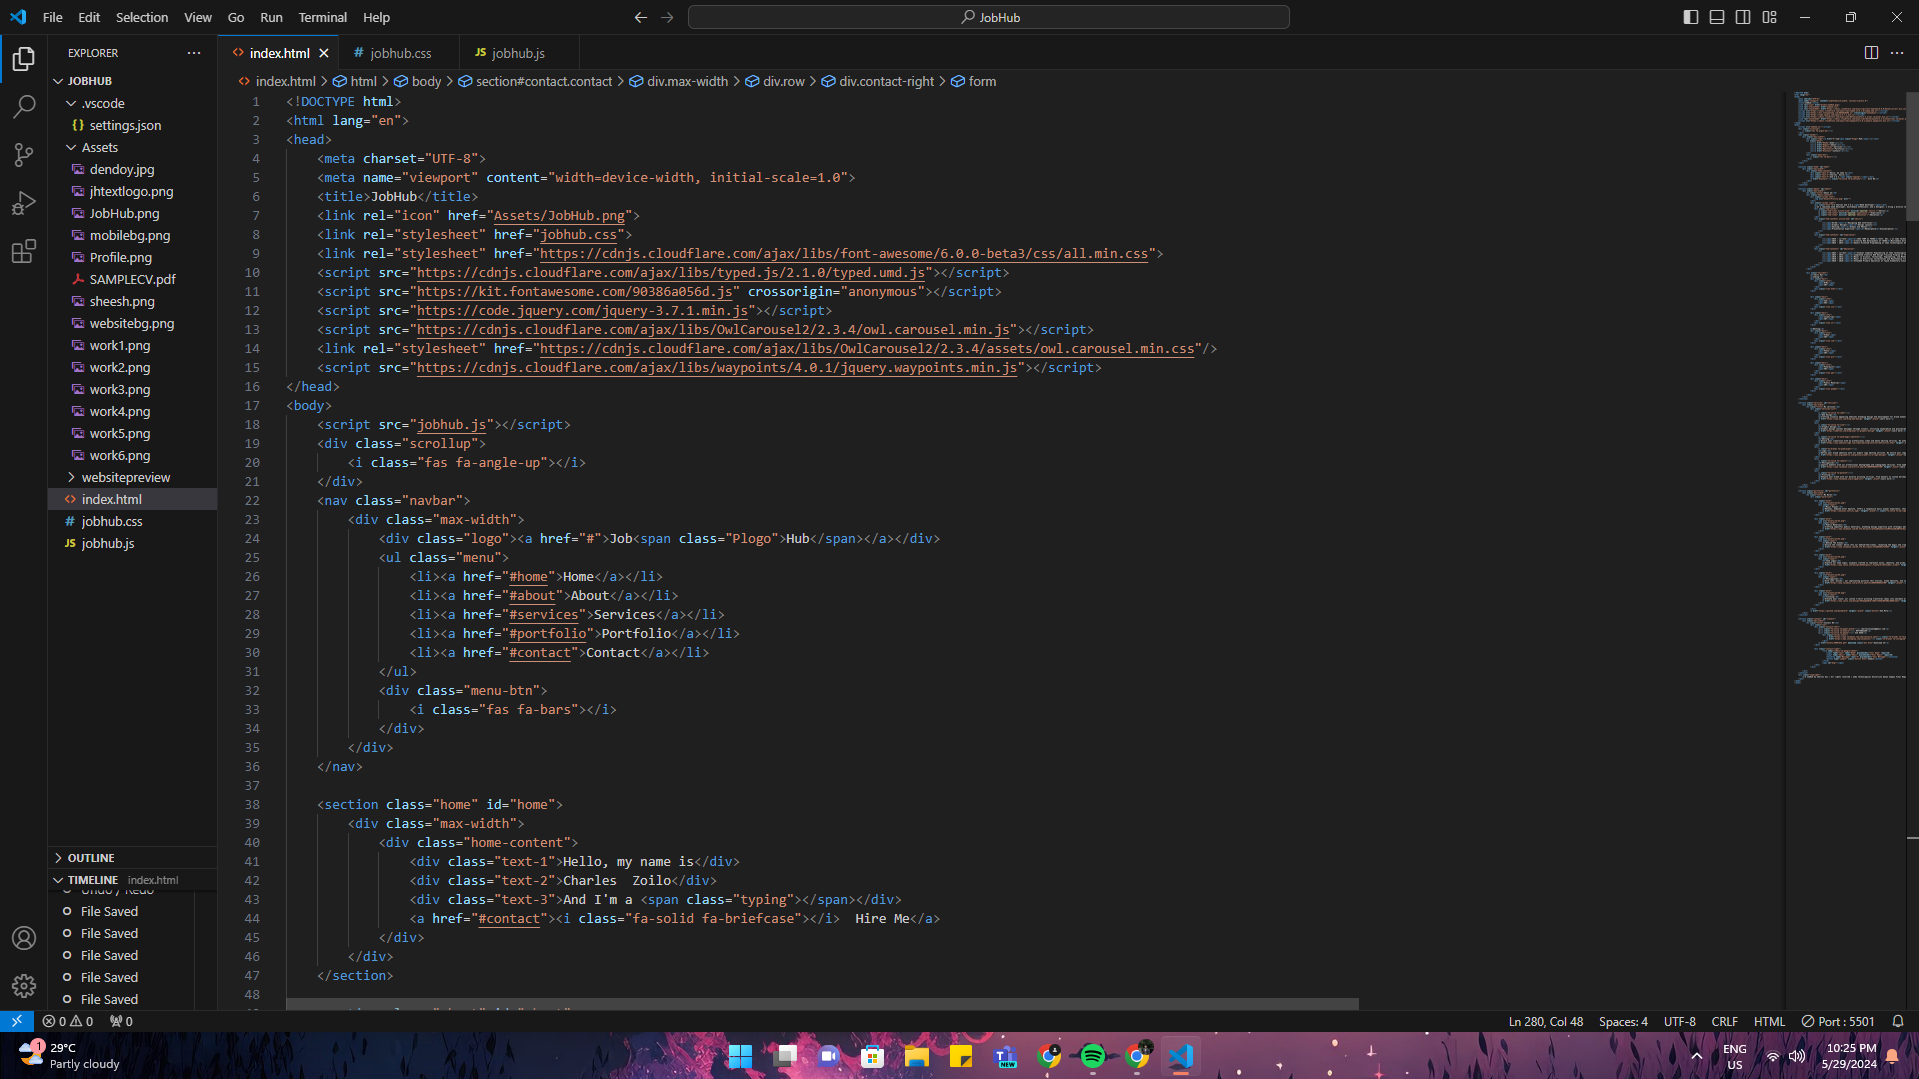 File Edit Selection View Go Run Terminal Help
JobHub
EXPLORER
JOBHUB
.vscode
settings.json
Assets
dendoy.jpg
jhtextlogo.png
JobHub.png
mobilebg.png
Profile.png
SAMPLECV.pdf
sheesh.png
websitebg.png
work1.png
work2.png
work3.png
work4.png
work5.png
work6.png
websitepreview
index.html
jobhub.css
jobhub.js
OUTLINE
TIMELINE index.html
Undo / Redo
File Saved
File Saved
File Saved
File Saved
File Saved
index.html
jobhub.css
jobhub.js
index.html > html > body > section#contact.contact > div.max-width > div.row > div.contact-right > form
1 <!DOCTYPE html>
2 <html lang="en">
3 <head>
4 <meta charset="UTF-8">
5 <meta name="viewport" content="width=device-width, initial-scale=1.0">
6 <title>JobHub</title>
7 <link rel="icon" href="Assets/JobHub.png">
8 <link rel="stylesheet" href="jobhub.css">
9 <link rel="stylesheet" href="https://cdnjs.cloudflare.com/ajax/libs/font-awesome/6.0.0-beta3/css/all.min.css">
10 <script src="https://cdnjs.cloudflare.com/ajax/libs/typed.js/2.1.0/typed.umd.js"></script>
11 <script src="https://kit.fontawesome.com/90386a056d.js" crossorigin="anonymous"></script>
12 <script src="https://code.jquery.com/jquery-3.7.1.min.js"></script>
13 <script src="https://cdnjs.cloudflare.com/ajax/libs/OwlCarousel2/2.3.4/owl.carousel.min.js"></script>
14 <link rel="stylesheet" href="https://cdnjs.cloudflare.com/ajax/libs/OwlCarousel2/2.3.4/assets/owl.carousel.min.css"/>
15 <script src="https://cdnjs.cloudflare.com/ajax/libs/waypoints/4.0.1/jquery.waypoints.min.js"></script>
16 </head>
17 <body>
18 <script src="jobhub.js"></script>
19 <div class="scrollup">
20 <i class="fas fa-angle-up"></i>
21 </div>
22 <nav class="navbar">
23 <div class="max-width">
24 <div class="logo"><a href="#">Job<span class="Plogo">Hub</span></a></div>
25 <ul class="menu">
26 <li><a href="#home">Home</a></li>
27 <li><a href="#about">About</a></li>
28 <li><a href="#services">Services</a></li>
29 <li><a href="#portfolio">Portfolio</a></li>
30 <li><a href="#contact">Contact</a></li>
31 </ul>
32 <div class="menu-btn">
33 <i class="fas fa-bars"></i>
34 </div>
35 </div>
36 </nav>
37
38 <section class="home" id="home">
39 <div class="max-width">
40 <div class="home-content">
41 <div class="text-1">Hello, my name is</div>
42 <div class="text-2">Charles  Zoilo</div>
43 <div class="text-3">And I'm a <span class="typing"></span></div>
44 <a href="#contact"><i class="fa-solid fa-briefcase"></i>  Hire Me</a>
45 </div>
46 </div>
47 </section>
48
0 0 0
Ln 280, Col 48 Spaces: 4 UTF-8 CRLF HTML Port : 5501
1
29°C
Partly cloudy
NEW
ENG
US
10:25 PM
5/29/2024